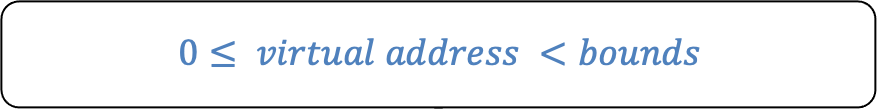 0 ≤ virtual address < bounds